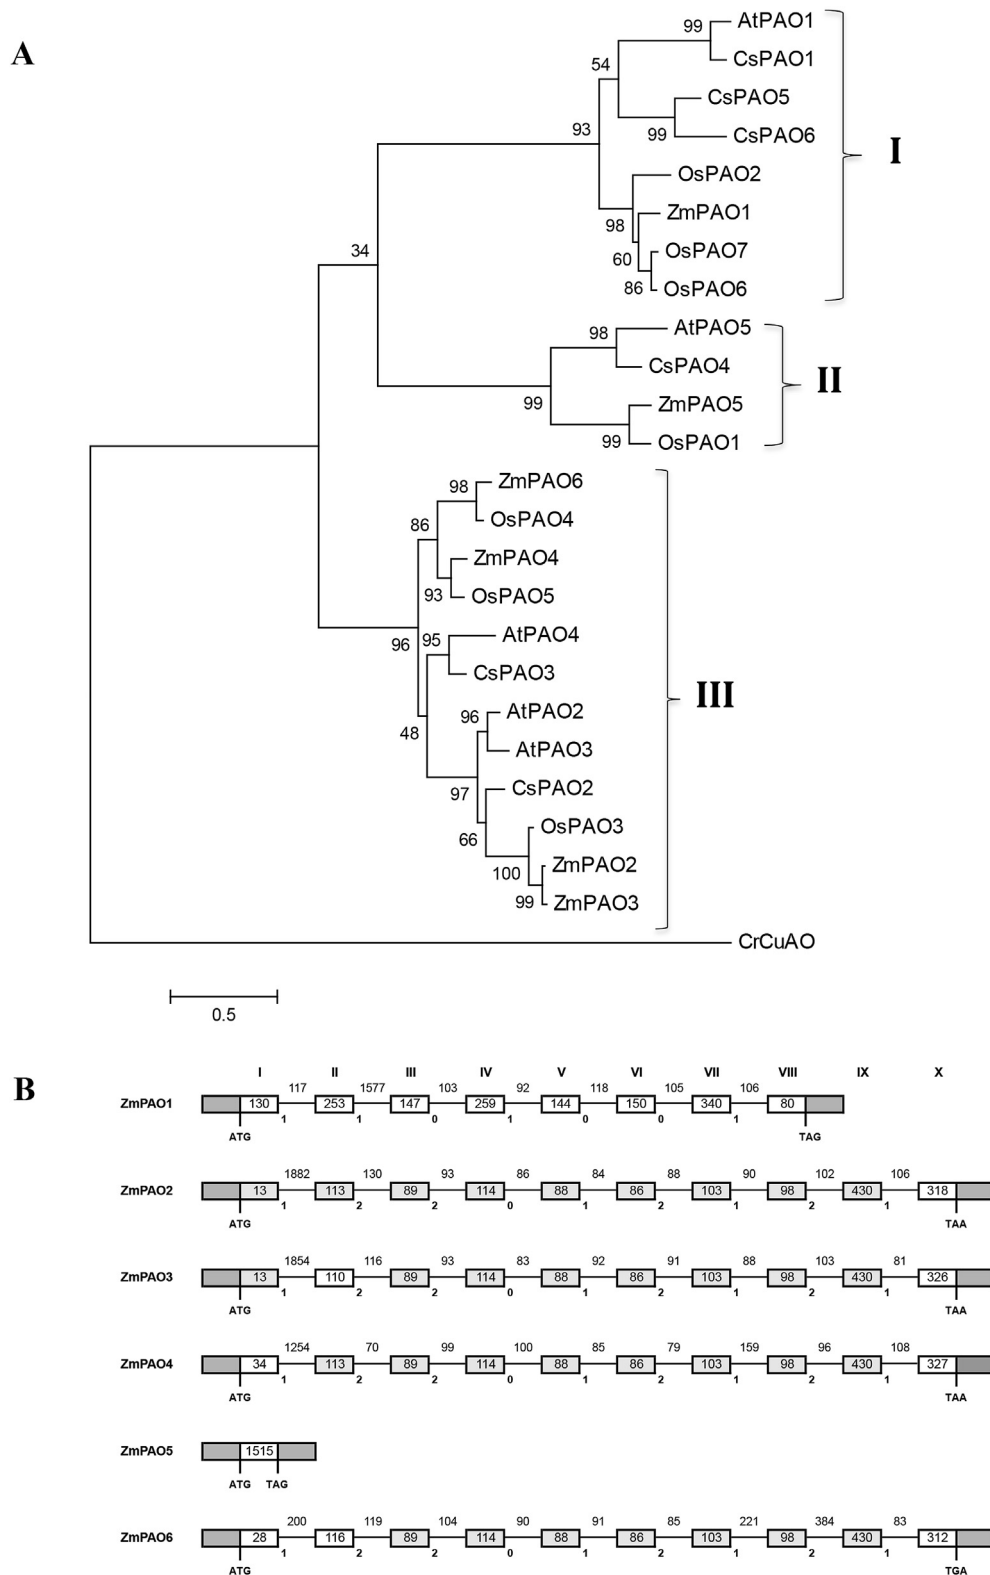 A
99
AtPAO1
CsPAO1
54
CsPAO5
99
CsPAO6
93
I
OsPAO2
98
ZmPAO1
60
OsPAO7
86
OsPAO6
34
98
AtPAO5
CsPAO4
II
99
ZmPAO5
99
OsPAO1
98
ZmPAO6
86
OsPAO4
ZmPAO4
93
OsPAO5
96
95
AtPAO4
CsPAO3
III
48
96
AtPAO2
AtPAO3
97
CsPAO2
66
OsPAO3
100
ZmPAO2
99
ZmPAO3
CrCuAO
0.5
B
I II III IV V VI VII VIII IX X
117 1577 103 92 118 105 106
ZmPAO1 130 253 147 259 144 150 340 80
1 1 0 1 0 0 1
ATG TAG
1882 130 93 86 84 88 90 102 106
ZmPAO2 13 113 89 114 88 86 103 98 430 318
1 2 2 0 1 2 1 2 1
ATG TAA
1854 116 93 83 92 91 88 103 81
ZmPAO3 13 110 89 114 88 86 103 98 430 326
1 2 2 0 1 2 1 2 1
ATG TAA
1254 70 99 100 85 79 159 96 108
ZmPAO4 34 113 89 114 88 86 103 98 430 327
1 2 2 0 1 2 1 2 1
ATG TAA
ZmPAO5 1515
ATG TAG
200 119 104 90 91 85 221 384 83
ZmPAO6 28 116 89 114 88 86 103 98 430 312
1 2 2 0 1 2 1 2 1
ATG TGA